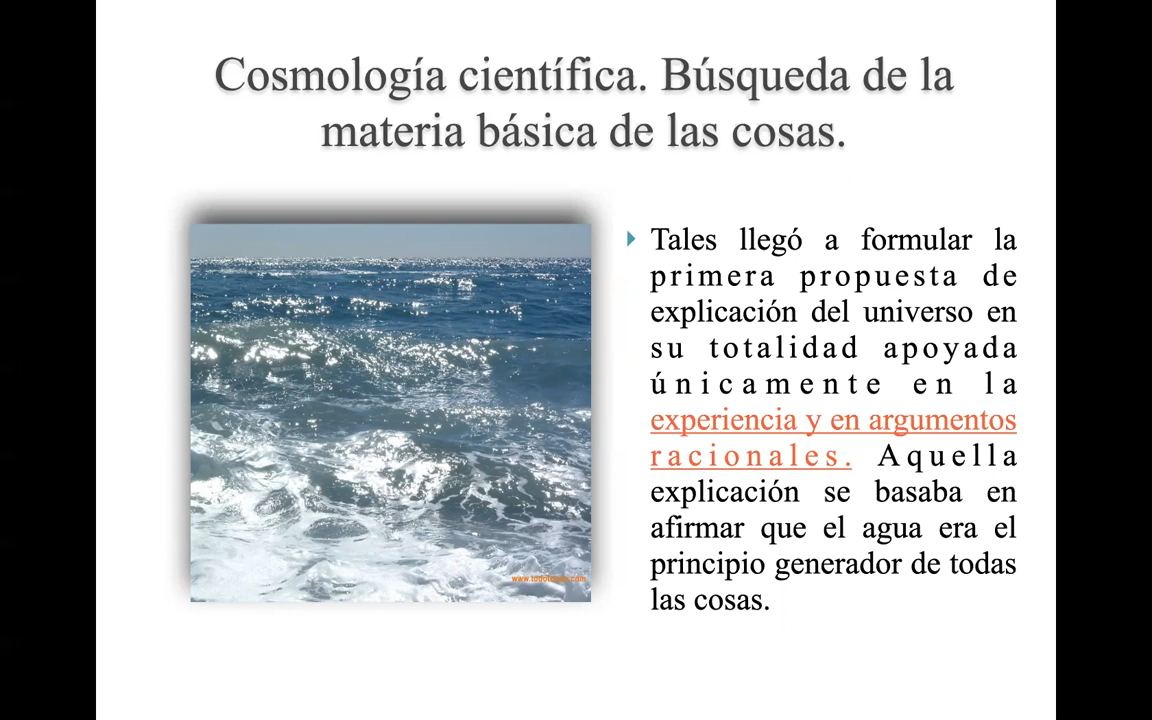 Cosmología científica. Búsqueda de la
materia básica de las cosas.
Tales llegó a formular la
primera propuesta de
explicación del universo en
su totalidad apoyada
únicamente en la
experiencia y en argumentos
racionales. Aquella
explicación se basaba en
afirmar que el agua era el
principio generador de todas
las cosas.